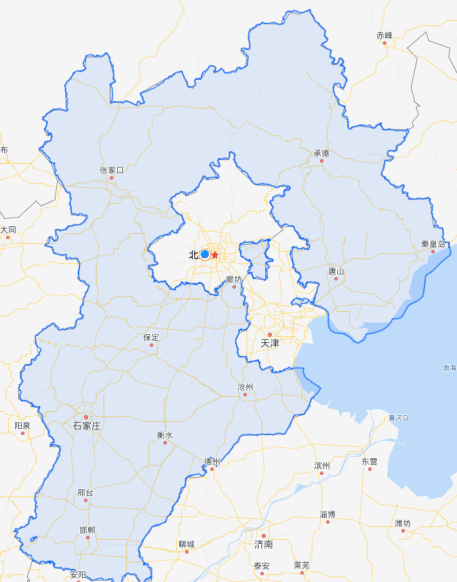 赤峰
承德
布
张家口
大同
秦皇岛
北
廊坊
唐山
保定
天津
渤海
沧州
黄河口
阳泉
石家庄
衡水
德州
滨州
东营
邢台
淄博
潍坊
邯郸
聊城
济南
泰安
莱芜
安阳